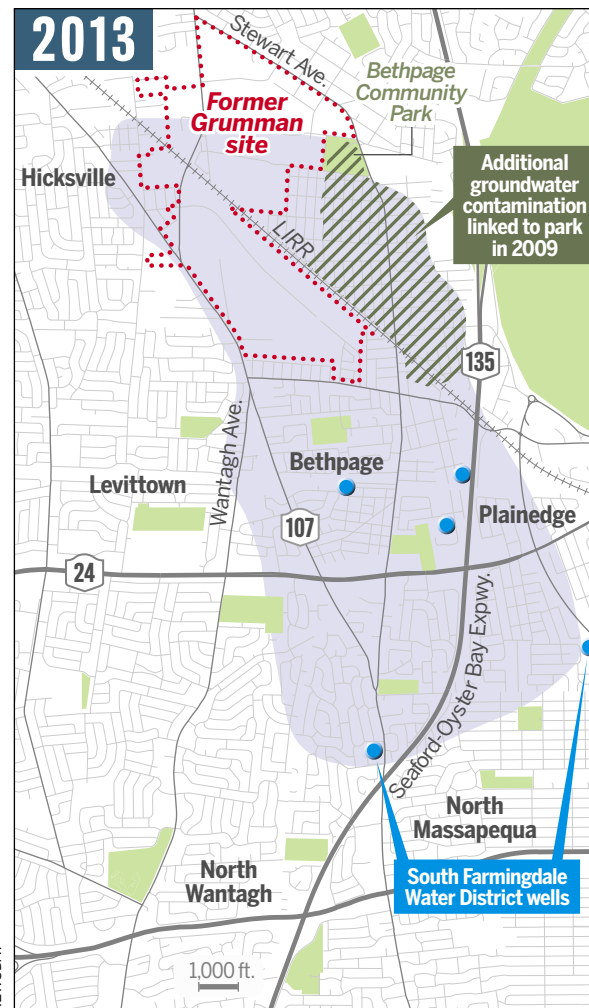 2013
Stewart Ave.
Bethpage
Community
Park
Former
Grumman
site
Additional
groundwater
contamination
linked to park
in 2009
Hicksville
LIRR
135
Wantagh Ave.
Bethpage
Levittown
Plainedge
107
24
Seaford-Oyster Bay Expwy.
North
Massapequa
North
Wantagh
South Farmingdale
Water District wells
1,000 ft.